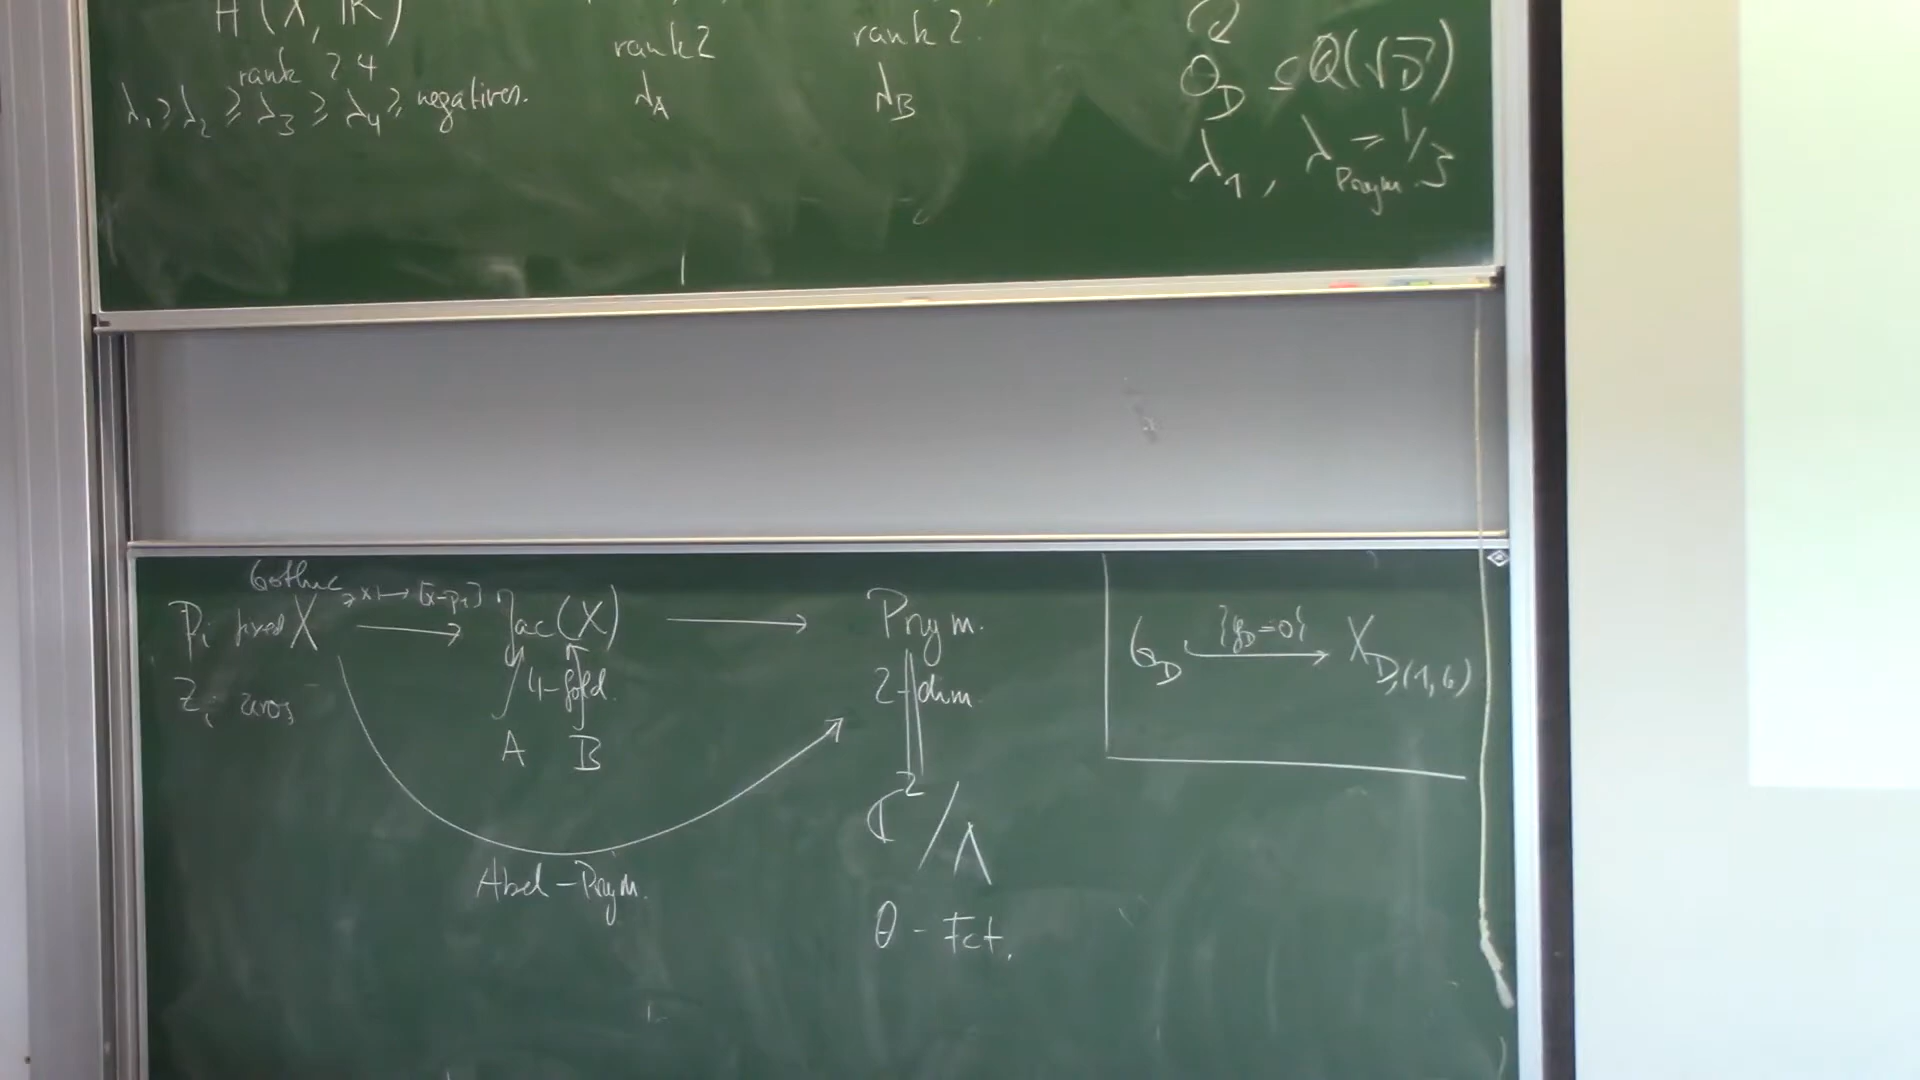 H (X, ℝ)
rank ≥ 4
λ₁ > λ₂ ≥ λ₃ ≥ λ₄ ≥ negatives.
rank 2
λ_A
rank 2.
λ_B
Q
O_D ⊆ Q(√D)
λ₁, λ_Prym = 1/3
Gothic
P_i fixed X
Z_i zeros
x ↦ [x-p₁]
Jac(X)
4-fold.
A B
Abel-Prym.
Prym.
2-dim.
ℂ²/Λ
θ-Fct.
G_D {g_D=0} X_D,(1,6)